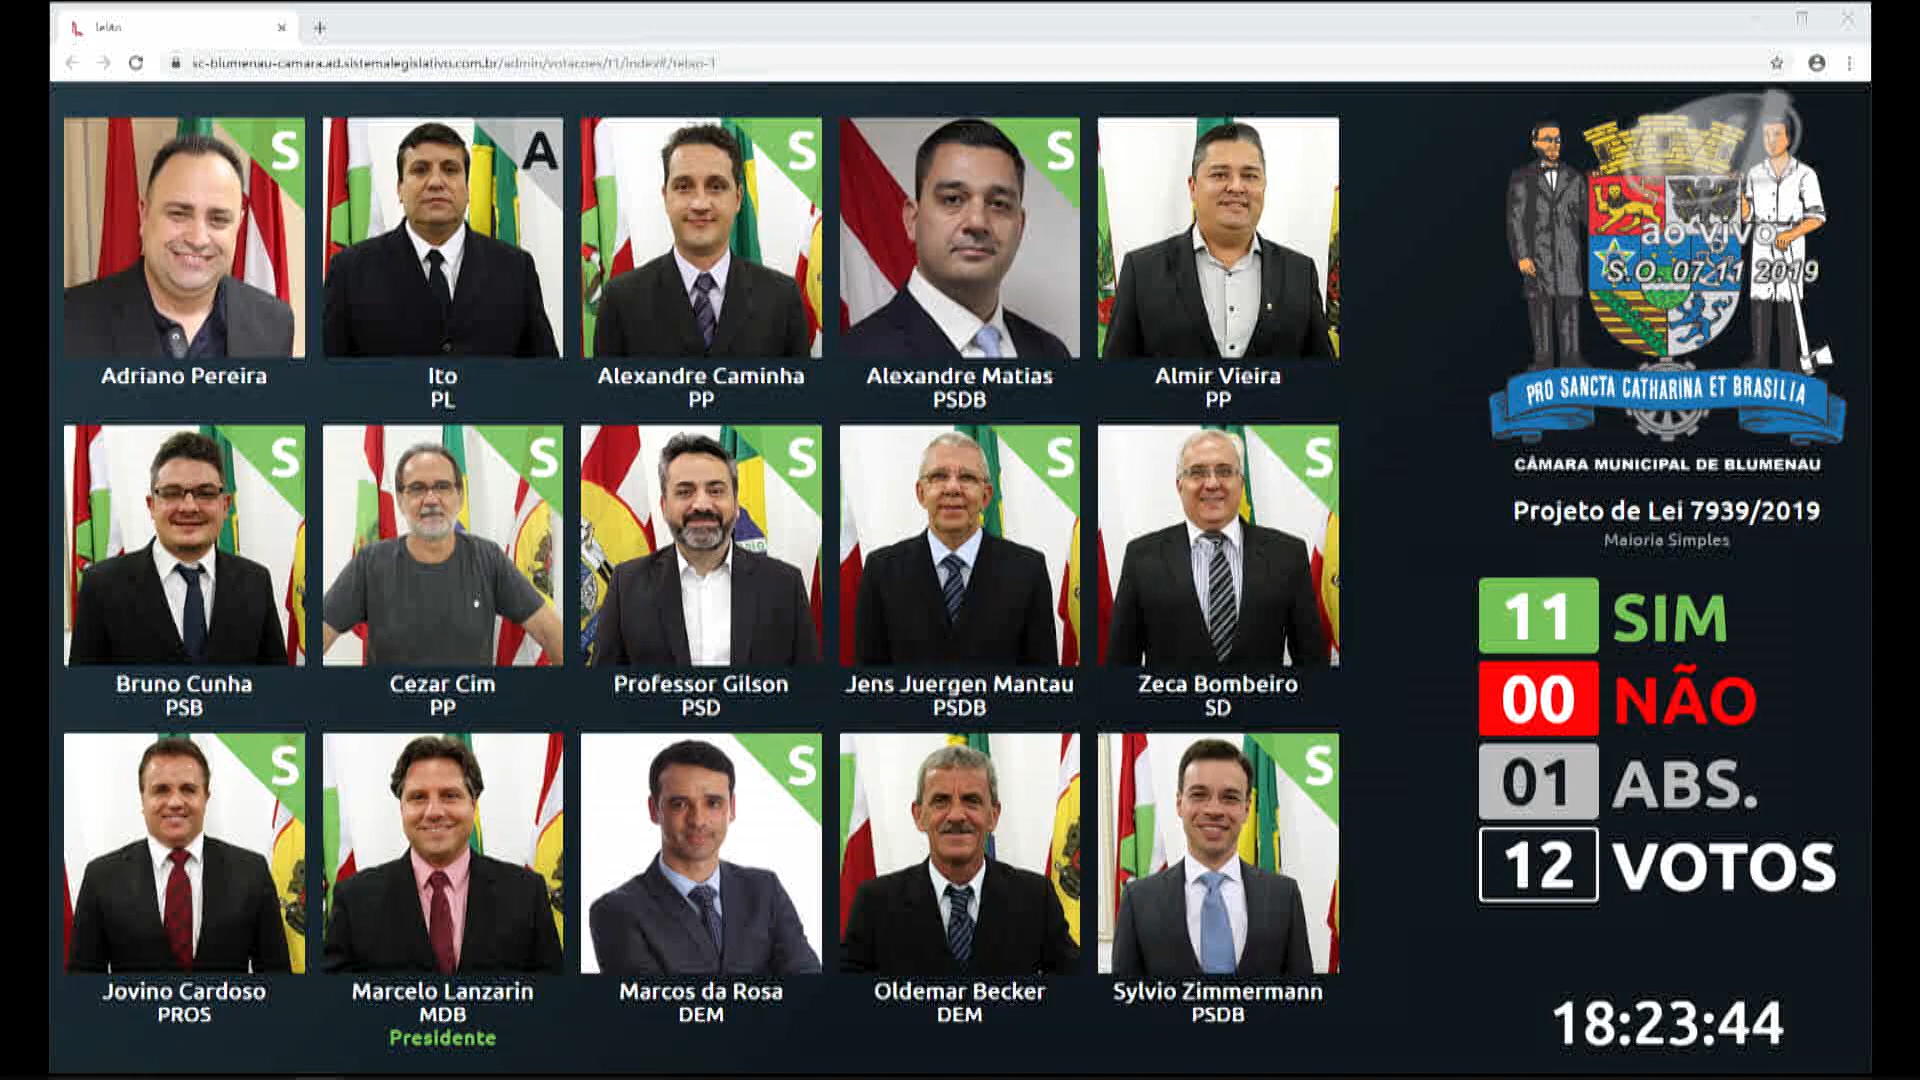 telão
sc-blumenau-camara.ad.sistemalegislativo.com.br/admin/votacoes/11/index#/telao-1
S
A
S
S
Adriano Pereira
Ito
PL
Alexandre Caminha
PP
Alexandre Matias
PSDB
Almir Vieira
PP
S
S
S
S
S
Bruno Cunha
PSB
Cezar Cim
PP
Professor Gilson
PSD
Jens Juergen Mantau
PSDB
Zeca Bombeiro
SD
S
S
S
Jovino Cardoso
PROS
Marcelo Lanzarin
MDB
Presidente
Marcos da Rosa
DEM
Oldemar Becker
DEM
Sylvio Zimmermann
PSDB
ao vivo
S.O. 07 11 2019
PRO SANCTA CATHARINA ET BRASILIA
CÂMARA MUNICIPAL DE BLUMENAU
Projeto de Lei 7939/2019
Maioria Simples
11 SIM
00 NÃO
01 ABS.
12 VOTOS
18:23:44